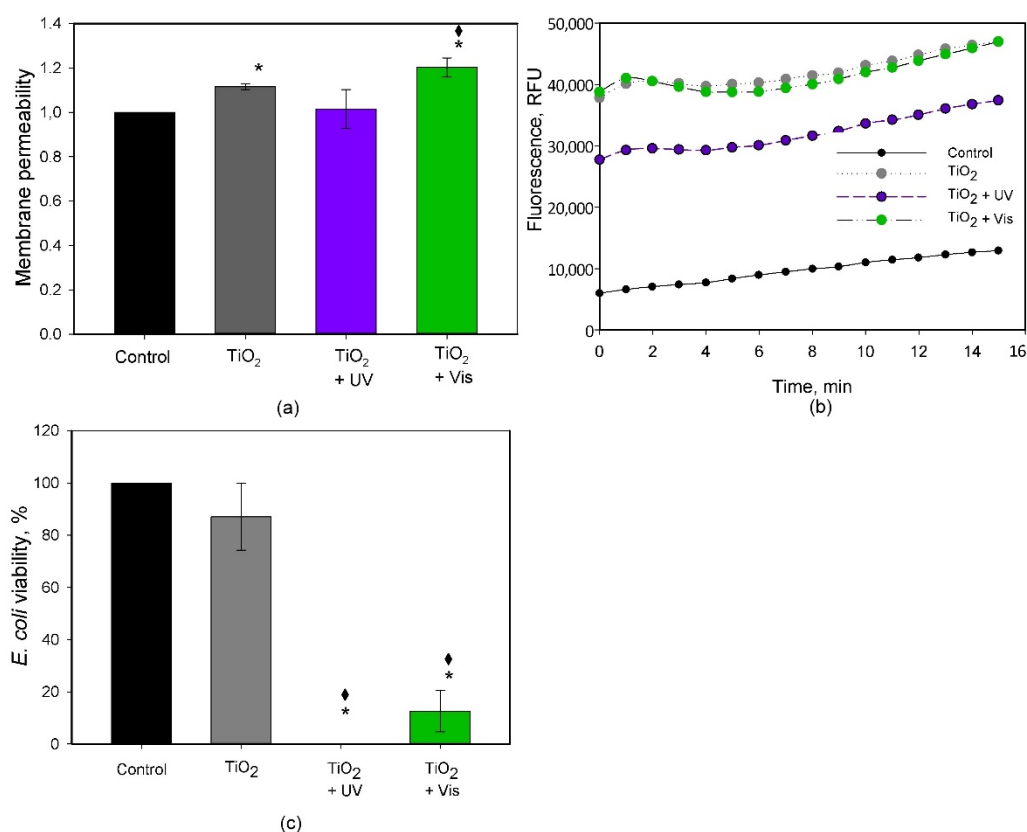 1.4
1.2
1.0
0.8
0.6
0.4
0.2
0.0
Membrane permeability
*
♦
*
Control
TiO2
TiO2
+ UV
TiO2
+ Vis
(a)
50,000
40,000
30,000
20,000
10,000
0
Fluorescence, RFU
Control
TiO2
TiO2 + UV
TiO2 + Vis
0 2 4 6 8 10 12 14 16
Time, min
(b)
120
100
80
60
40
20
0
E. coli viability, %
♦
*
♦
*
Control
TiO2
TiO2
+ UV
TiO2
+ Vis
(c)